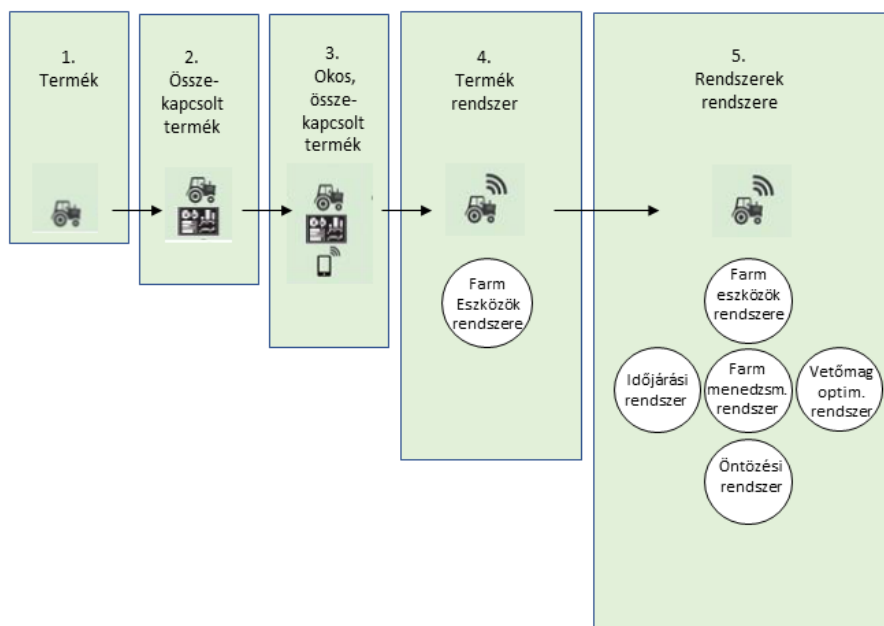 1.
Termék
2.
Össze-
kapcsolt
termék
3.
Okos,
össze-
kapcsolt
termék
4.
Termék
rendszer
Farm
Eszközök
rendszere
5.
Rendszerek
rendszere
Farm
eszközök
rendszere
Időjárási
rendszer
Farm
menedzsm.
rendszer
Vetőmag
optim.
rendszer
Öntözési
rendszer